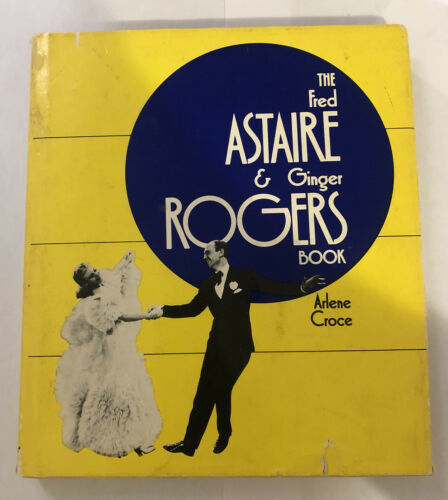 THE
Fred
ASTAIRE
& Ginger
ROGERS
BOOK
Arlene
Croce